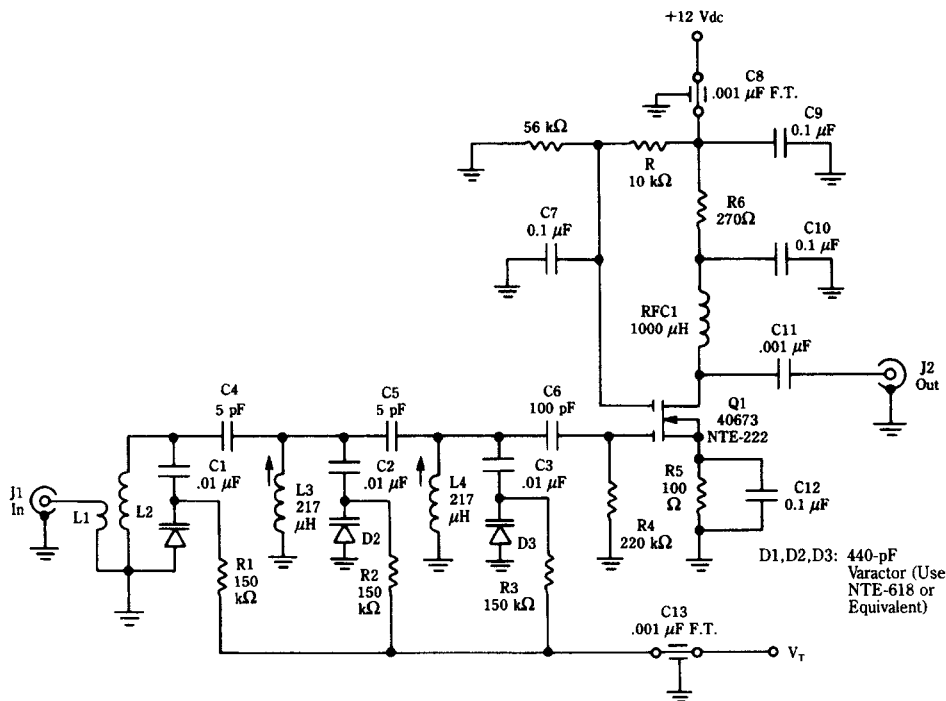 +12 Vdc
C8
.001 μF F.T.
C9
0.1 μF
56 kΩ
R
10 kΩ
R6
270Ω
C7
0.1 μF
C10
0.1 μF
RFC1
1000 μH
C11
.001 μF
J2
Out
C4
5 pF
C5
5 pF
C6
100 pF
Q1
40673
NTE-222
C1
.01 μF
L3
217
μH
C2
.01 μF
L4
217
μH
C3
.01 μF
R5
100
Ω
C12
0.1 μF
J1
In
L1
L2
D2
D3
R4
220 kΩ
R1
150
kΩ
R2
150
kΩ
R3
150 kΩ
D1,D2,D3: 440-pF
Varactor (Use
NTE-618 or
Equivalent)
C13
.001 μF F.T.
V_T